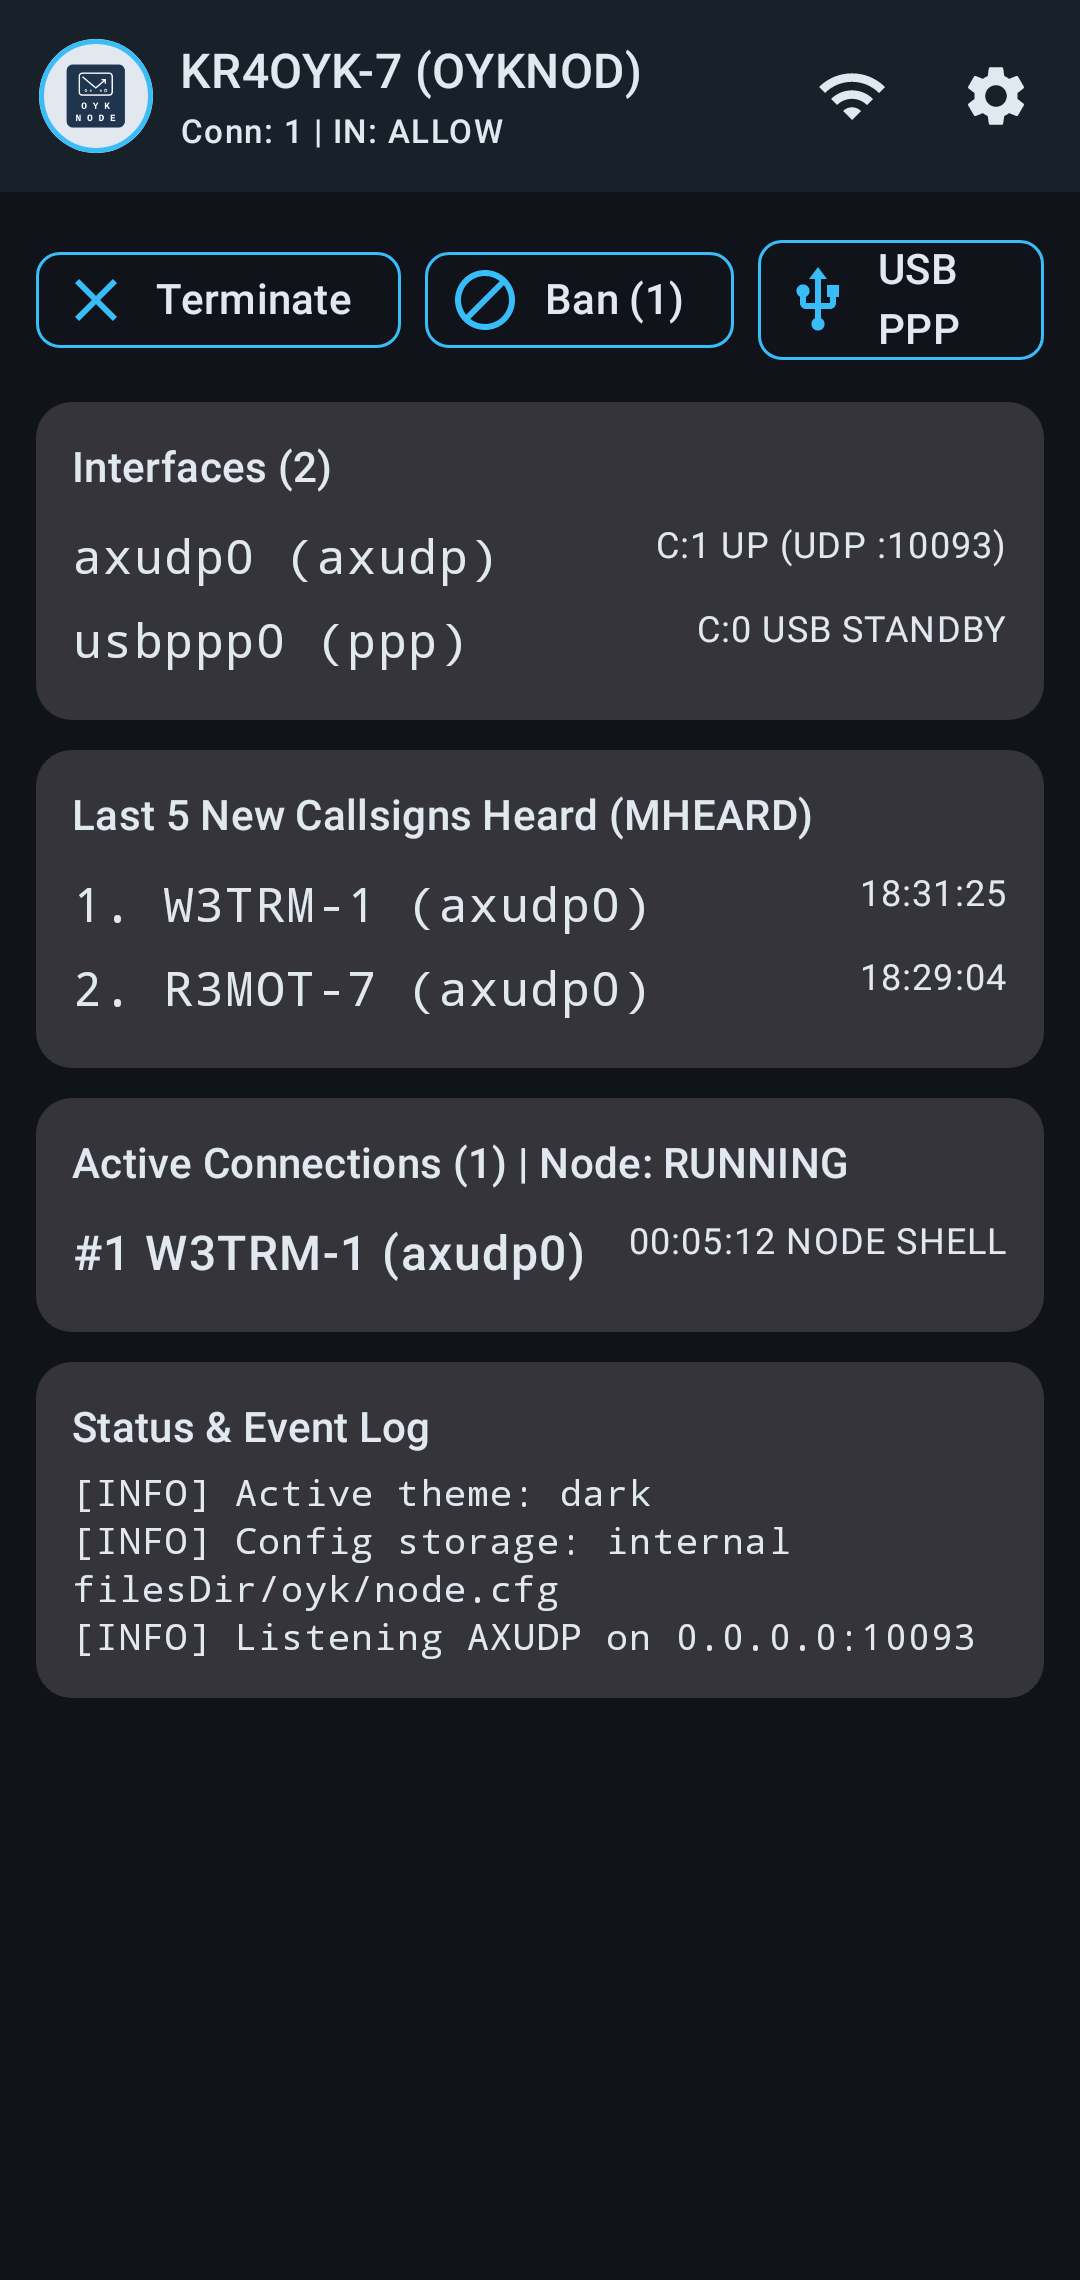 OYK
NODE
KR4OYK-7 (OYKNOD)
Conn: 1 | IN: ALLOW
Terminate
Ban (1)
USB
PPP
Interfaces (2)
axudp0 (axudp) C:1 UP (UDP :10093)
usbppp0 (ppp) C:0 USB STANDBY
Last 5 New Callsigns Heard (MHEARD)
1. W3TRM-1 (axudp0) 18:31:25
2. R3MOT-7 (axudp0) 18:29:04
Active Connections (1) | Node: RUNNING
#1 W3TRM-1 (axudp0) 00:05:12 NODE SHELL
Status & Event Log
[INFO] Active theme: dark
[INFO] Config storage: internal
filesDir/oyk/node.cfg
[INFO] Listening AXUDP on 0.0.0.0:10093